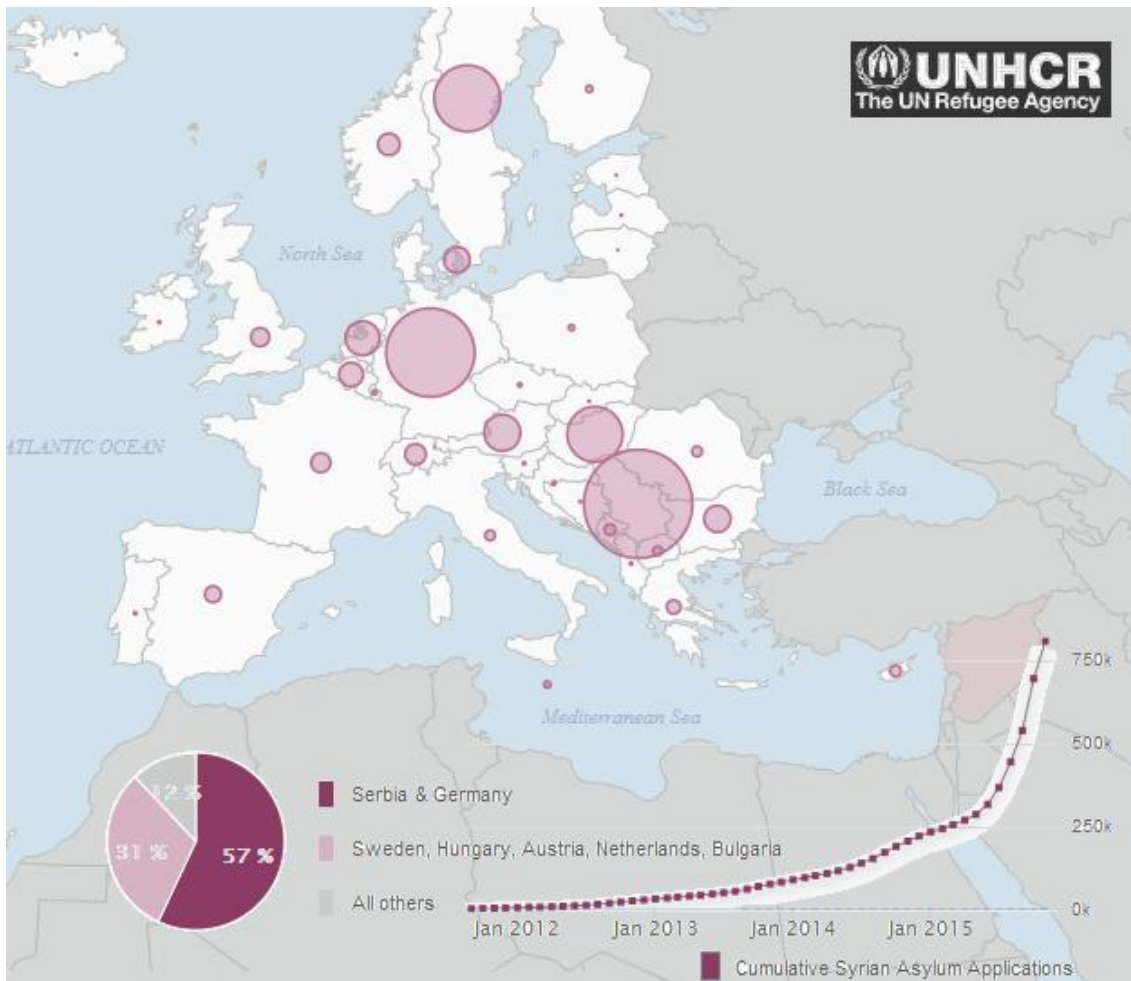 UNHCR
The UN Refugee Agency
North Sea
ATLANTIC OCEAN
Black Sea
Mediterranean Sea
750k
500k
250k
0k
12 %
31 %
57 %
Serbia & Germany
Sweden, Hungary, Austria, Netherlands, Bulgaria
All others
Jan 2012
Jan 2013
Jan 2014
Jan 2015
Cumulative Syrian Asylum Applications